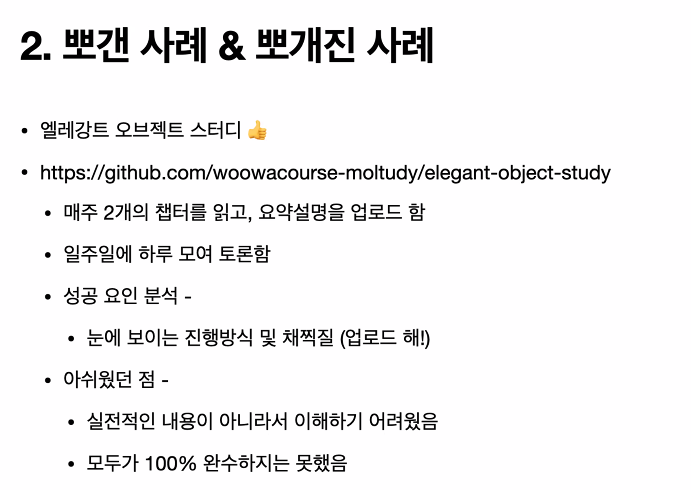 2. 뽀갠 사례 & 뽀개진 사례
• 엘레강트 오브젝트 스터디 👍
• https://github.com/woowacourse-moltudy/elegant-object-study
• 매주 2개의 챕터를 읽고, 요약설명을 업로드 함
• 일주일에 하루 모여 토론함
• 성공 요인 분석 -
• 눈에 보이는 진행방식 및 채찍질 (업로드 해!)
• 아쉬웠던 점 -
• 실전적인 내용이 아니라서 이해하기 어려웠음
• 모두가 100% 완수하지는 못했음